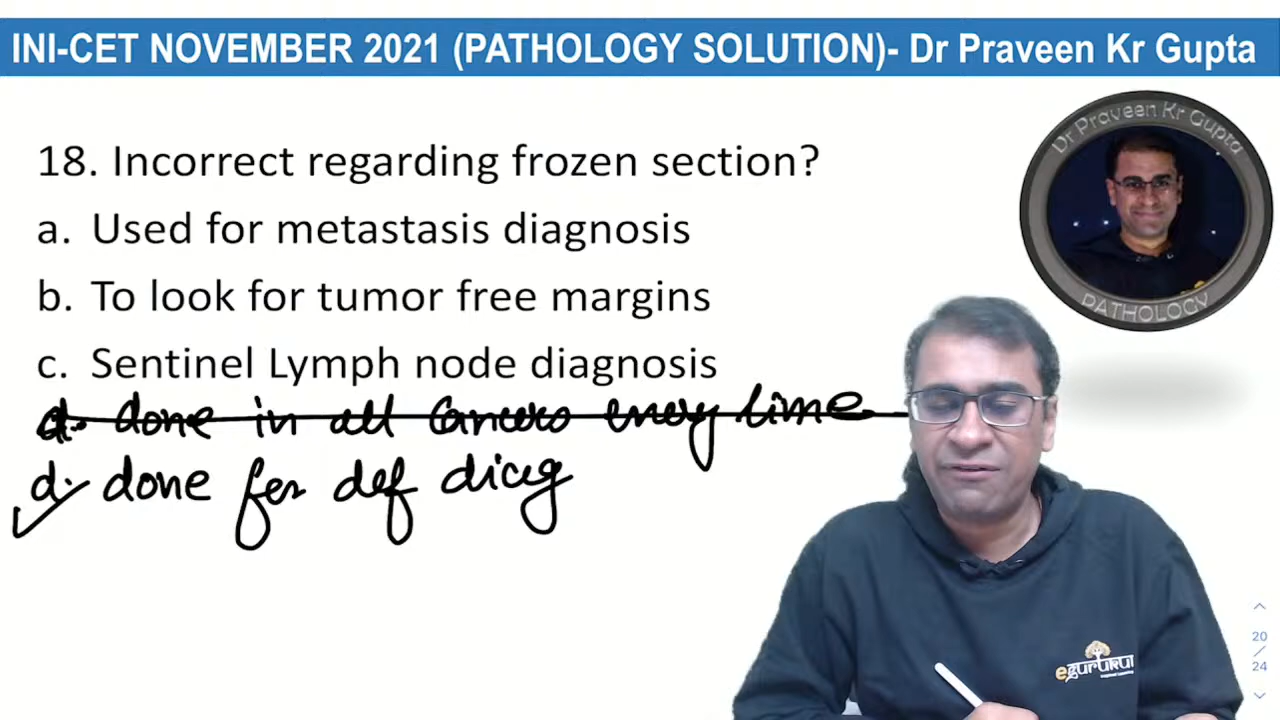 INI-CET NOVEMBER 2021 (PATHOLOGY SOLUTION)- Dr Praveen Kr Gupta
Dr Praveen Kr Gupta
PATHOLOGY
18. Incorrect regarding frozen section?
a. Used for metastasis diagnosis
b. To look for tumor free margins
c. Sentinel Lymph node diagnosis
d. done in all cancers every time
d. done for def diag
egurukul
20
/
24